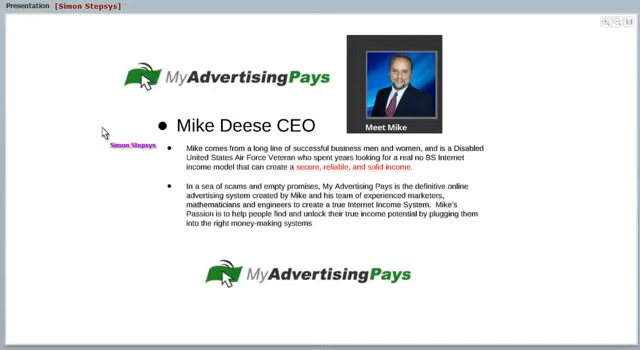 Presentation [Simon Stepsys]
MyAdvertisingPays
Meet Mike
● Mike Deese CEO
Simon Stepsys
● Mike comes from a long line of successful business men and women, and is a Disabled
United States Air Force Veteran who spent years looking for a real no BS Internet
income model that can create a secure, reliable, and solid income.
● In a sea of scams and empty promises, My Advertising Pays is the definitive online
advertising system created by Mike and his team of experienced marketers,
mathematicians and engineers to create a true Internet Income System. Mike's
Passion is to help people find and unlock their true income potential by plugging them
into the right money-making systems
MyAdvertisingPays